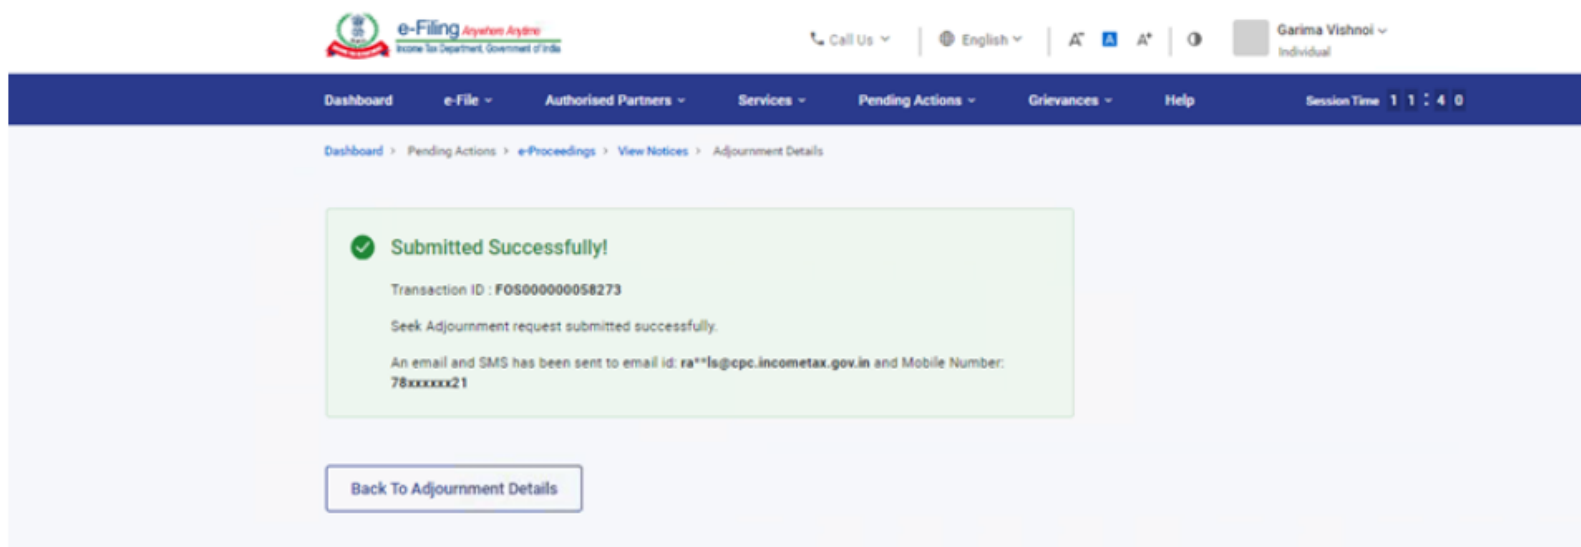 e-Filing Anywhere Anytime
Income Tax Department, Government of India
Call Us
English
A-
A
A+
Garima Vishnoi
Individual
Dashboard e-File Authorised Partners Services Pending Actions Grievances Help Session Time 1 1 : 4 0
Dashboard > Pending Actions > e-Proceedings > View Notices > Adjournment Details
Submitted Successfully!
Transaction ID : FOS000000058273
Seek Adjournment request submitted successfully.
An email and SMS has been sent to email id: ra**ls@cpc.incometax.gov.in and Mobile Number:
78xxxxxx21
Back To Adjournment Details